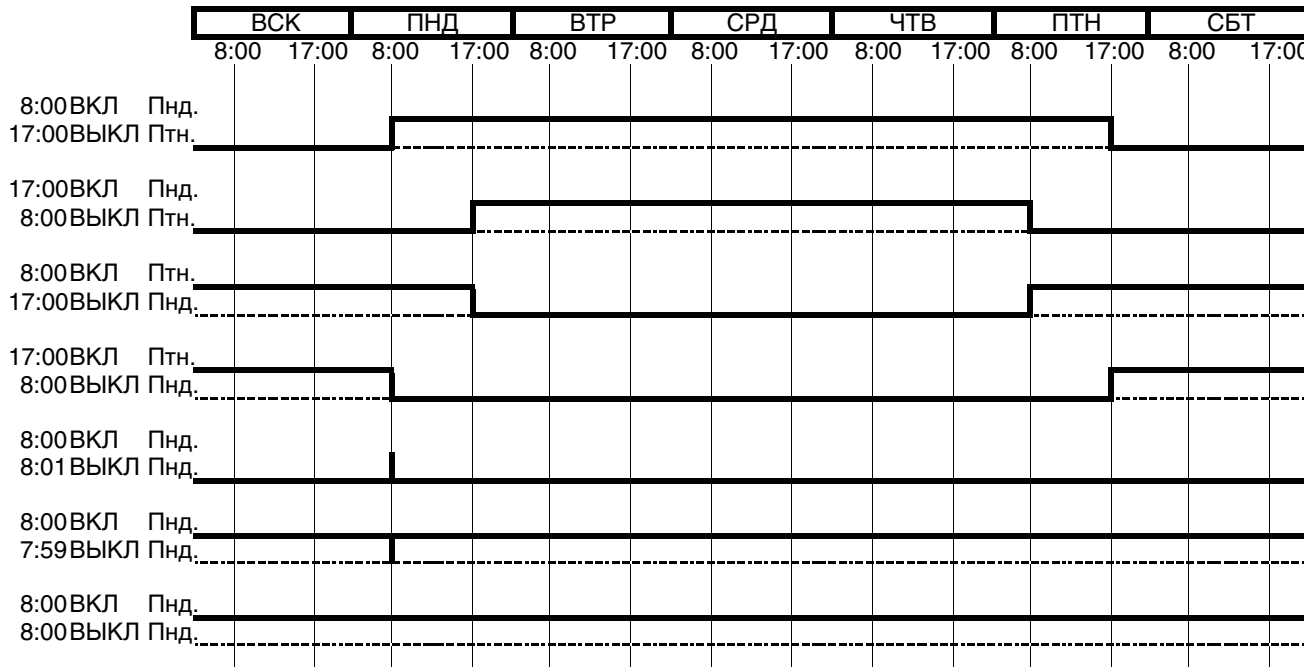 ВСК ПНД ВТР СРД ЧТВ ПТН СБТ
8:00 17:00 8:00 17:00 8:00 17:00 8:00 17:00 8:00 17:00 8:00 17:00 8:00 17:00
8:00 ВКЛ Пнд.
17:00 ВЫКЛ Птн.
17:00 ВКЛ Пнд.
8:00 ВЫКЛ Птн.
8:00 ВКЛ Птн.
17:00 ВЫКЛ Пнд.
17:00 ВКЛ Птн.
8:00 ВЫКЛ Пнд.
8:00 ВКЛ Пнд.
8:01 ВЫКЛ Пнд.
8:00 ВКЛ Пнд.
7:59 ВЫКЛ Пнд.
8:00 ВКЛ Пнд.
8:00 ВЫКЛ Пнд.